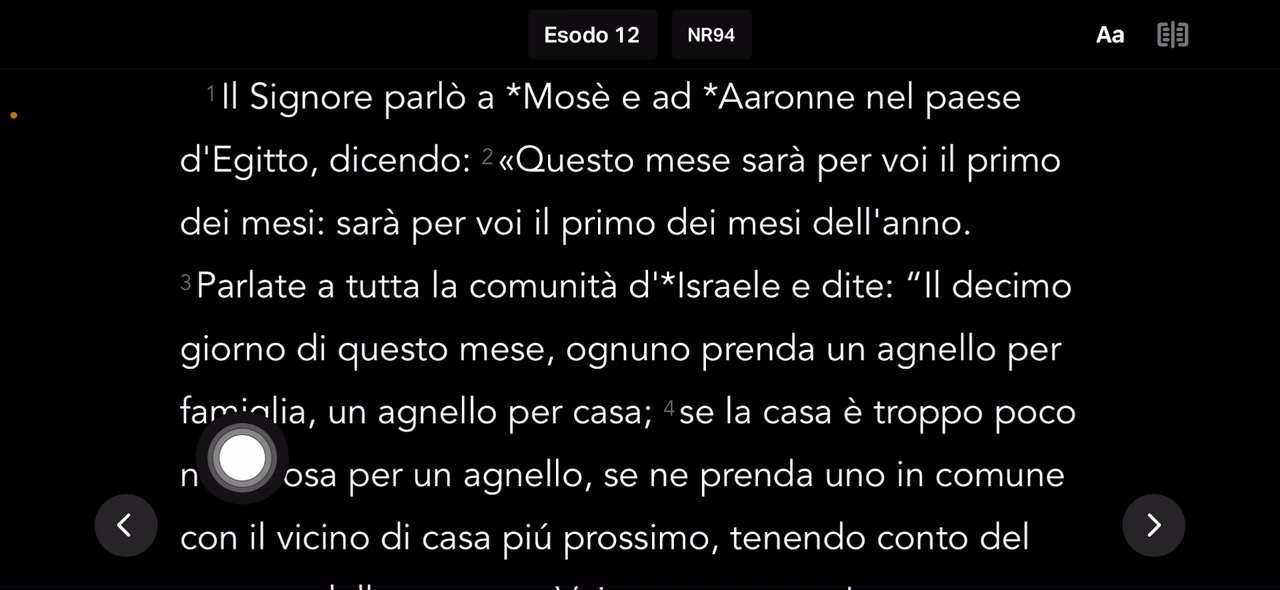 Esodo 12 NR94 Aa
1 Il Signore parlò a *Mosè e ad *Aaronne nel paese
d'Egitto, dicendo: 2 «Questo mese sarà per voi il primo
dei mesi: sarà per voi il primo dei mesi dell'anno.
3 Parlate a tutta la comunità d'*Israele e dite: “Il decimo
giorno di questo mese, ognuno prenda un agnello per
famiglia, un agnello per casa; 4 se la casa è troppo poco
per un agnello, se ne prenda uno in comune
con il vicino di casa piú prossimo, tenendo conto del